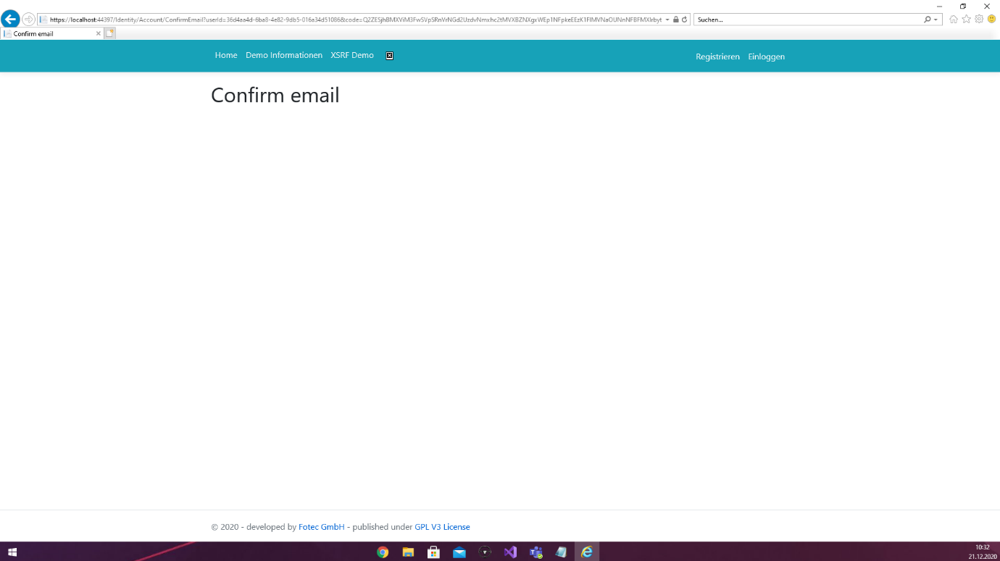 https://localhost:44397/Identity/Account/ConfirmEmail?userId=36d4aa4d-6ba8-4e82-9db5-016a34d51086&code=
Suchen...
Confirm email
Home Demo Informationen XSRF Demo
Registrieren Einloggen
Confirm email
© 2020 - developed by Fotec GmbH - published under GPL V3 License
10:32
21.12.2020